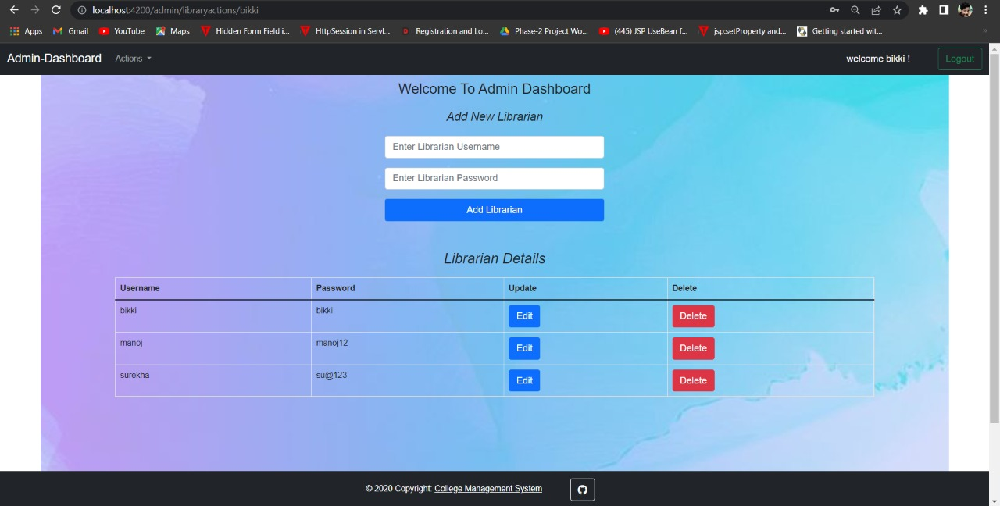 localhost:4200/admin/libraryactions/bikki
Apps Gmail YouTube Maps Hidden Form Field i... HttpSession in Servl... Registration and Lo... Phase-2 Project Wo... (445) JSP UseBean f... jsp:setProperty and... Getting started wit... »
Admin-Dashboard Actions welcome bikki ! Logout
Welcome To Admin Dashboard
Add New Librarian
Enter Librarian Username
Enter Librarian Password
Add Librarian
Librarian Details
Username Password Update Delete
bikki bikki Edit Delete
manoj manoj12 Edit Delete
surekha su@123 Edit Delete
© 2020 Copyright: College Management System